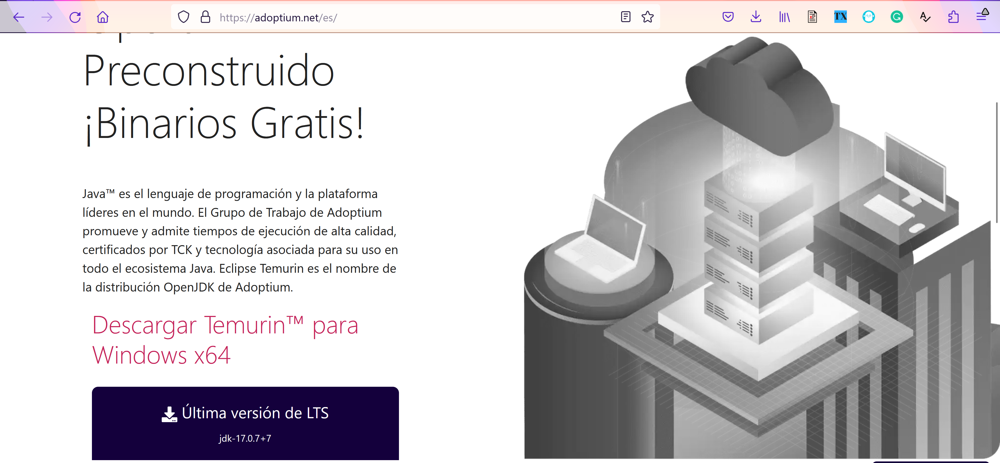 https://adoptium.net/es/
Preconstruido
¡Binarios Gratis!
Java™ es el lenguaje de programación y la plataforma
líderes en el mundo. El Grupo de Trabajo de Adoptium
promueve y admite tiempos de ejecución de alta calidad,
certificados por TCK y tecnología asociada para su uso en
todo el ecosistema Java. Eclipse Temurin es el nombre de
la distribución OpenJDK de Adoptium.
Descargar Temurin™ para
Windows x64
Última versión de LTS
jdk-17.0.7+7